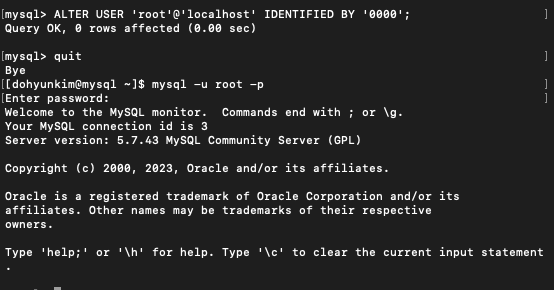 [mysql> ALTER USER 'root'@'localhost' IDENTIFIED BY '0000'; ]
Query OK, 0 rows affected (0.00 sec)
[mysql> quit ]
Bye
[[dohyunkim@mysql ~]$ mysql -u root -p ]
[Enter password: ]
Welcome to the MySQL monitor.  Commands end with ; or \g.
Your MySQL connection id is 3
Server version: 5.7.43 MySQL Community Server (GPL)
Copyright (c) 2000, 2023, Oracle and/or its affiliates.
Oracle is a registered trademark of Oracle Corporation and/or its
affiliates. Other names may be trademarks of their respective
owners.
Type 'help;' or '\h' for help. Type '\c' to clear the current input statement
.